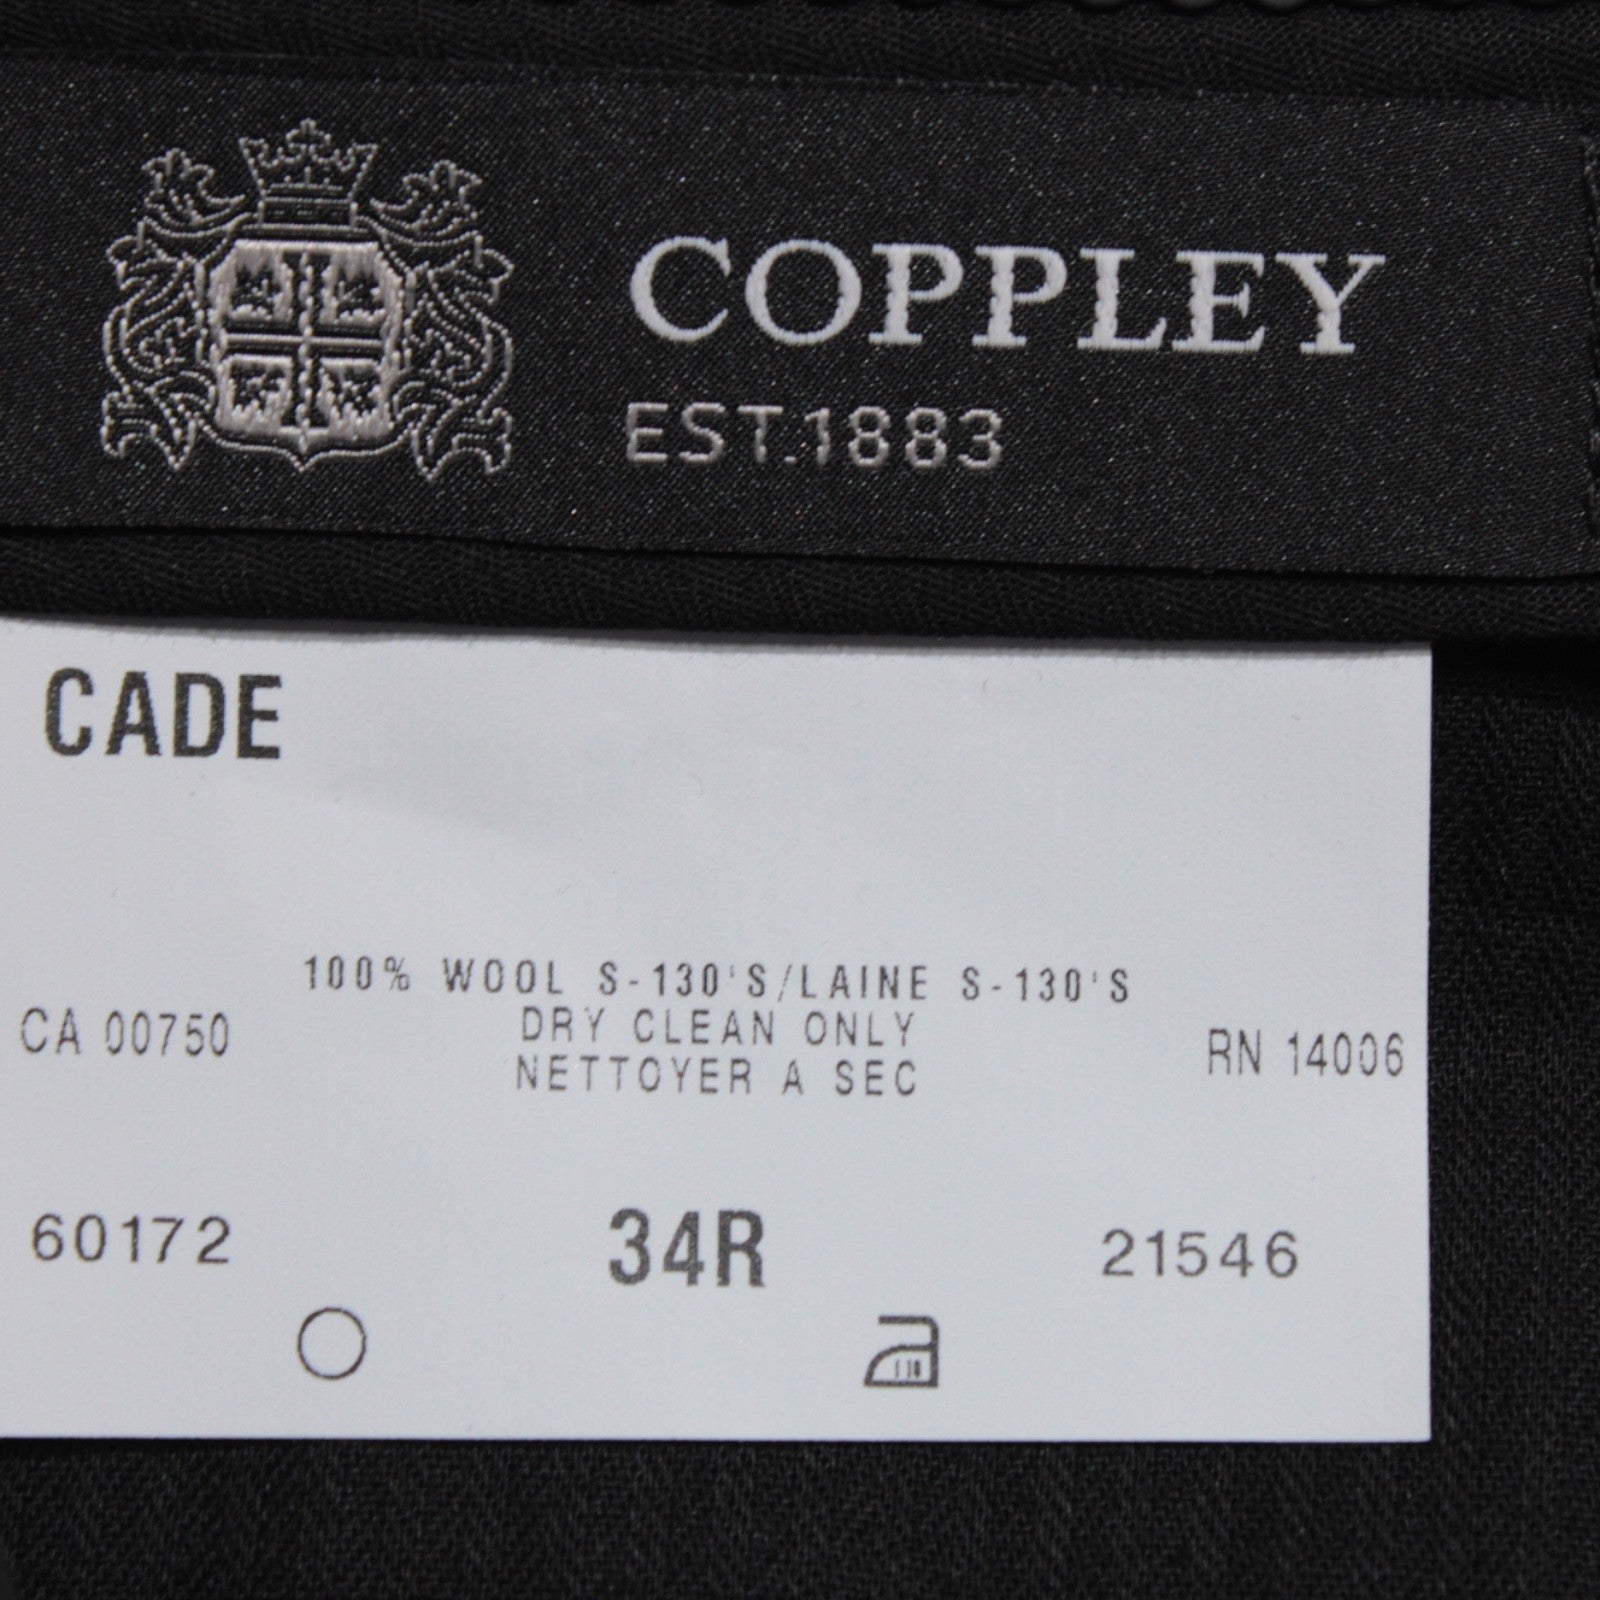 COPPLEY
EST.1883
CADE
100% WOOL S-130'S/LAINE S-130'S
CA 00750 DRY CLEAN ONLY RN 14006
NETTOYER A SEC
60172 34R 21546